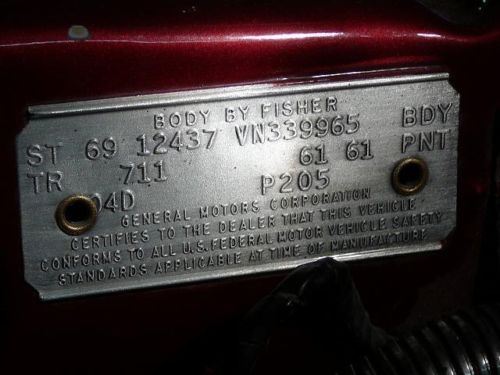 BODY BY FISHER
ST 69 12437 VN339965 BDY
TR 711 61 61 PNT
04D P205
GENERAL MOTORS CORPORATION
CERTIFIES TO THE DEALER THAT THIS VEHICLE
CONFORMS TO ALL U.S. FEDERAL MOTOR VEHICLE SAFETY
STANDARDS APPLICABLE AT TIME OF MANUFACTURE